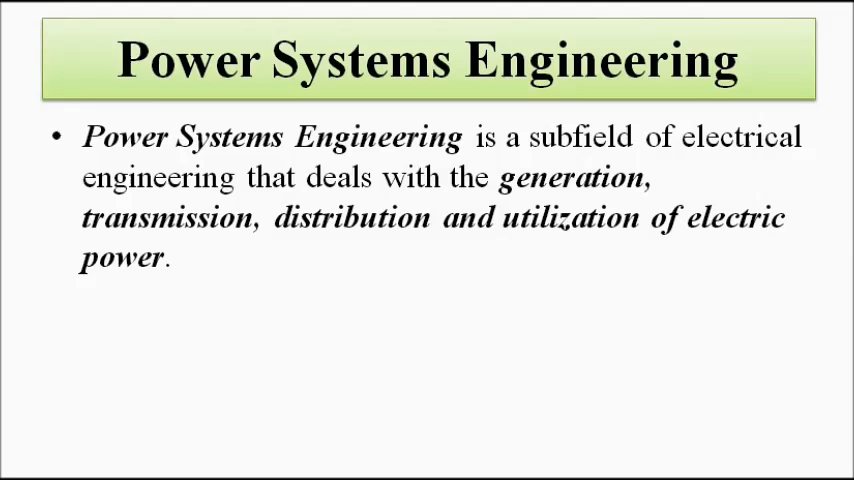 Power Systems Engineering
• Power Systems Engineering is a subfield of electrical
engineering that deals with the generation,
transmission, distribution and utilization of electric
power.